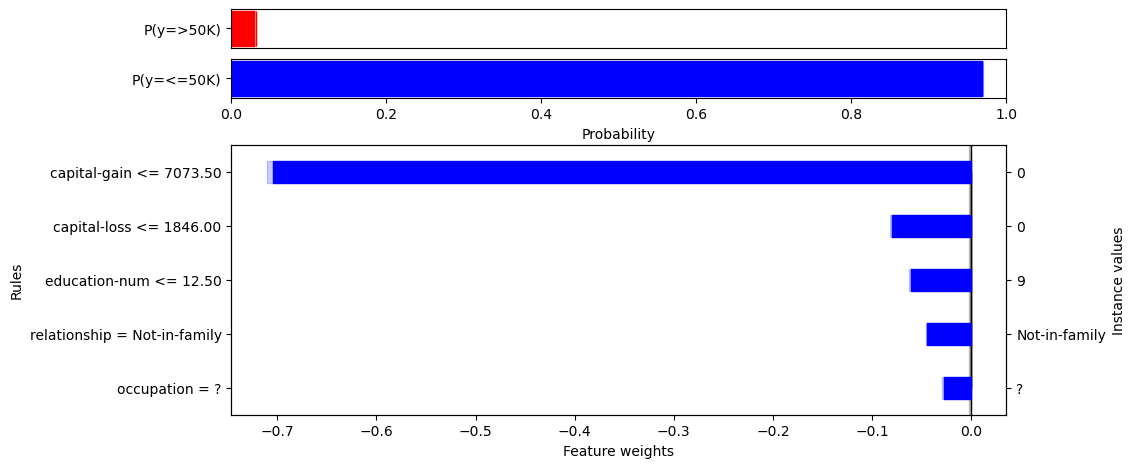 P(y=>50K)
P(y=<=50K)
0.0 0.2 0.4 0.6 0.8 1.0
Probability
capital-gain <= 7073.50 0
capital-loss <= 1846.00 0
education-num <= 12.50 9
relationship = Not-in-family Not-in-family
occupation = ? ?
Rules
Instance values
−0.7 −0.6 −0.5 −0.4 −0.3 −0.2 −0.1 0.0
Feature weights